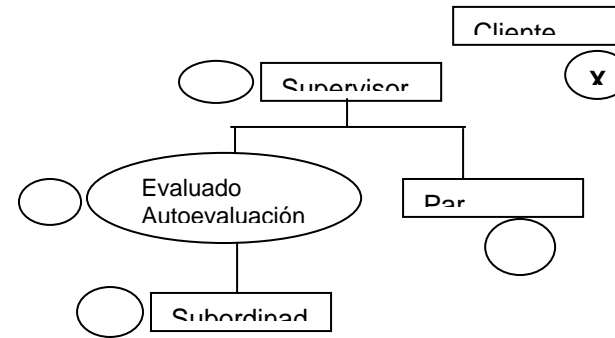 Cliente
x
Supervisor
Evaluado
Autoevaluación
Par
Subordinad